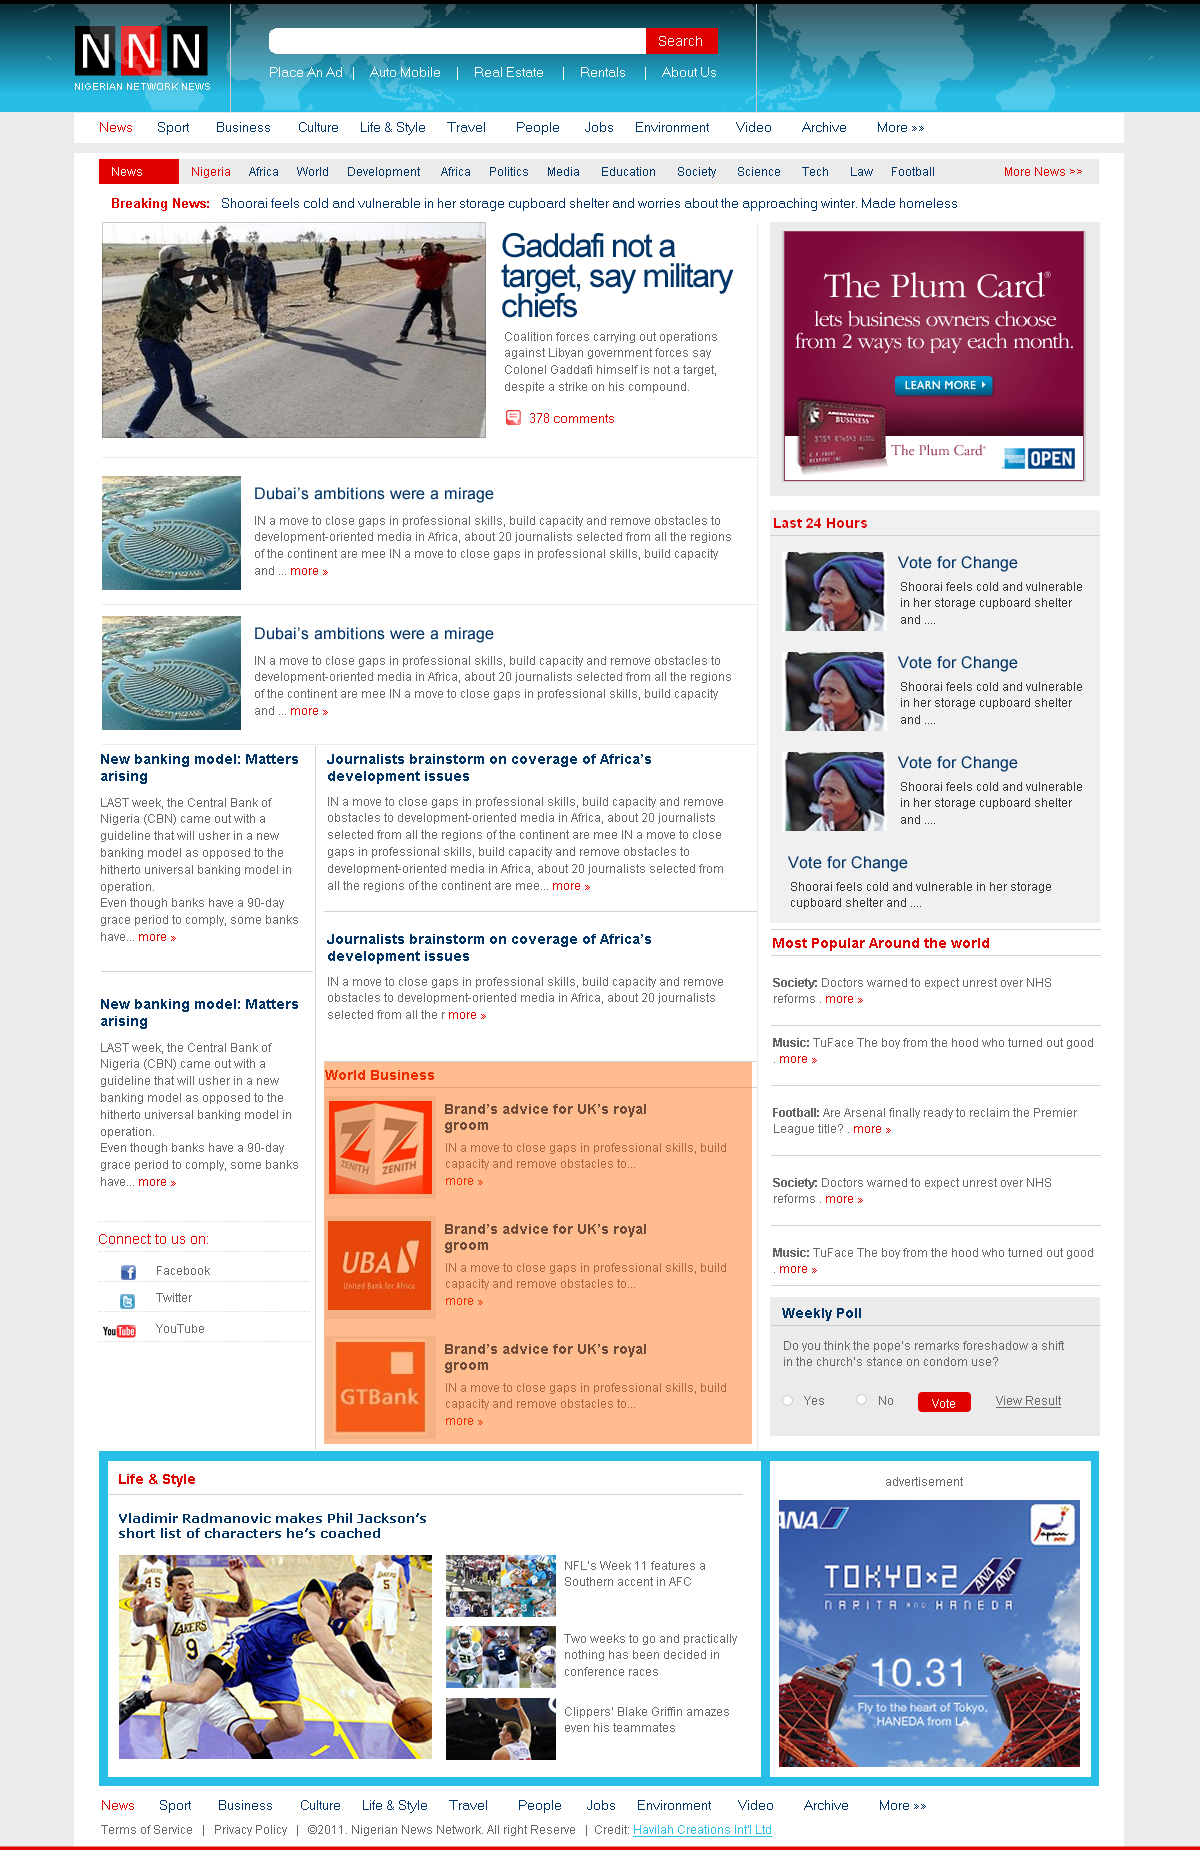 NNN
NIGERIAN NETWORK NEWS
Search
Place An Ad | Auto Mobile | Real Estate | Rentals | About Us
News Sport Business Culture Life & Style Travel People Jobs Environment Video Archive More »
News Nigeria Africa World Development Africa Politics Media Education Society Science Tech Law Football More News >>
Breaking News: Shoorai feels cold and vulnerable in her storage cupboard shelter and worries about the approaching winter. Made homeless
Gaddafi not a
target, say military
chiefs
Coalition forces carrying out operations
against Libyan government forces say
Colonel Gaddafi himself is not a target,
despite a strike on his compound.
378 comments
Dubai's ambitions were a mirage
IN a move to close gaps in professional skills, build capacity and remove obstacles to
development-oriented media in Africa, about 20 journalists selected from all the regions
of the continent are mee IN a move to close gaps in professional skills, build capacity
and ... more »
Dubai's ambitions were a mirage
IN a move to close gaps in professional skills, build capacity and remove obstacles to
development-oriented media in Africa, about 20 journalists selected from all the regions
of the continent are mee IN a move to close gaps in professional skills, build capacity
and ... more »
New banking model: Matters
arising
LAST week, the Central Bank of
Nigeria (CBN) came out with a
guideline that will usher in a new
banking model as opposed to the
hitherto universal banking model in
operation.
Even though banks have a 90-day
grace period to comply, some banks
have... more »
New banking model: Matters
arising
LAST week, the Central Bank of
Nigeria (CBN) came out with a
guideline that will usher in a new
banking model as opposed to the
hitherto universal banking model in
operation.
Even though banks have a 90-day
grace period to comply, some banks
have... more »
Connect to us on:
Facebook
Twitter
YouTube YouTube
Journalists brainstorm on coverage of Africa's
development issues
IN a move to close gaps in professional skills, build capacity and remove
obstacles to development-oriented media in Africa, about 20 journalists
selected from all the regions of the continent are mee IN a move to close
gaps in professional skills, build capacity and remove obstacles to
development-oriented media in Africa, about 20 journalists selected from
all the regions of the continent are mee... more »
Journalists brainstorm on coverage of Africa's
development issues
IN a move to close gaps in professional skills, build capacity and remove
obstacles to development-oriented media in Africa, about 20 journalists
selected from all the r more »
World Business
ZENITH ZENITH
Brand's advice for UK's royal
groom
IN a move to close gaps in professional skills, build
capacity and remove obstacles to...
more »
UBA
United Bank for Africa
Brand's advice for UK's royal
groom
IN a move to close gaps in professional skills, build
capacity and remove obstacles to...
more »
GTBank
Brand's advice for UK's royal
groom
IN a move to close gaps in professional skills, build
capacity and remove obstacles to...
more »
The Plum Card®
lets business owners choose
from 2 ways to pay each month.
LEARN MORE
AMERICAN EXPRESS
BUSINESS
C F FROST
The Plum Card®
OPEN
Last 24 Hours
Vote for Change
Shoorai feels cold and vulnerable
in her storage cupboard shelter
and ....
Vote for Change
Shoorai feels cold and vulnerable
in her storage cupboard shelter
and ....
Vote for Change
Shoorai feels cold and vulnerable
in her storage cupboard shelter
and ....
Vote for Change
Shoorai feels cold and vulnerable in her storage
cupboard shelter and ....
Most Popular Around the world
Society: Doctors warned to expect unrest over NHS
reforms . more »
Music: TuFace The boy from the hood who turned out good
. more »
Football: Are Arsenal finally ready to reclaim the Premier
League title? . more »
Society: Doctors warned to expect unrest over NHS
reforms . more »
Music: TuFace The boy from the hood who turned out good
. more »
Weekly Poll
Do you think the pope's remarks foreshadow a shift
in the church's stance on condom use?
Yes No Vote View Result
Life & Style
Vladimir Radmanovic makes Phil Jackson's
short list of characters he's coached
45
5
LAKERS
9
NFL's Week 11 features a
Southern accent in AFC
21
2
Two weeks to go and practically
nothing has been decided in
conference races
Clippers' Blake Griffin amazes
even his teammates
advertisement
ANA
Japan
TOKYO×2
ANA ANA
NARITA AND HANEDA
10.31
Fly to the heart of Tokyo,
HANEDA from LA
News Sport Business Culture Life & Style Travel People Jobs Environment Video Archive More »
Terms of Service | Privacy Policy | ©2011. Nigerian News Network. All right Reserve | Credit: Havilah Creations Int'l Ltd